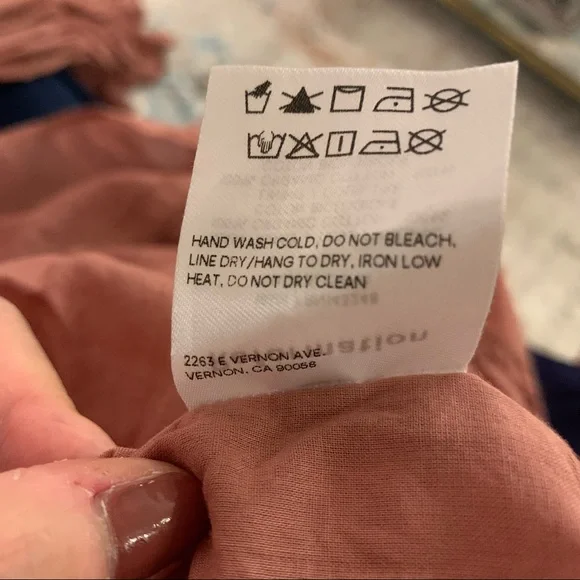 HAND WASH COLD, DO NOT BLEACH,
LINE DRY/HANG TO DRY, IRON LOW
HEAT, DO NOT DRY CLEAN
mation
2263 E VERNON AVE.
VERNON, CA 90058